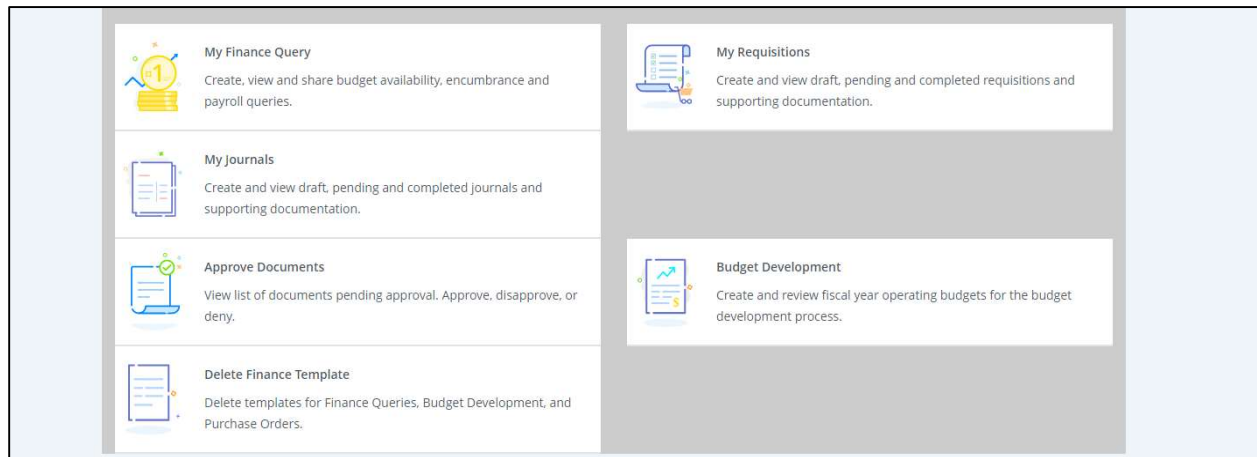 My Finance Query
Create, view and share budget availability, encumbrance and
payroll queries.
My Requisitions
Create and view draft, pending and completed requisitions and
supporting documentation.
My Journals
Create and view draft, pending and completed journals and
supporting documentation.
Approve Documents
View list of documents pending approval. Approve, disapprove, or
deny.
Budget Development
Create and review fiscal year operating budgets for the budget
development process.
Delete Finance Template
Delete templates for Finance Queries, Budget Development, and
Purchase Orders.